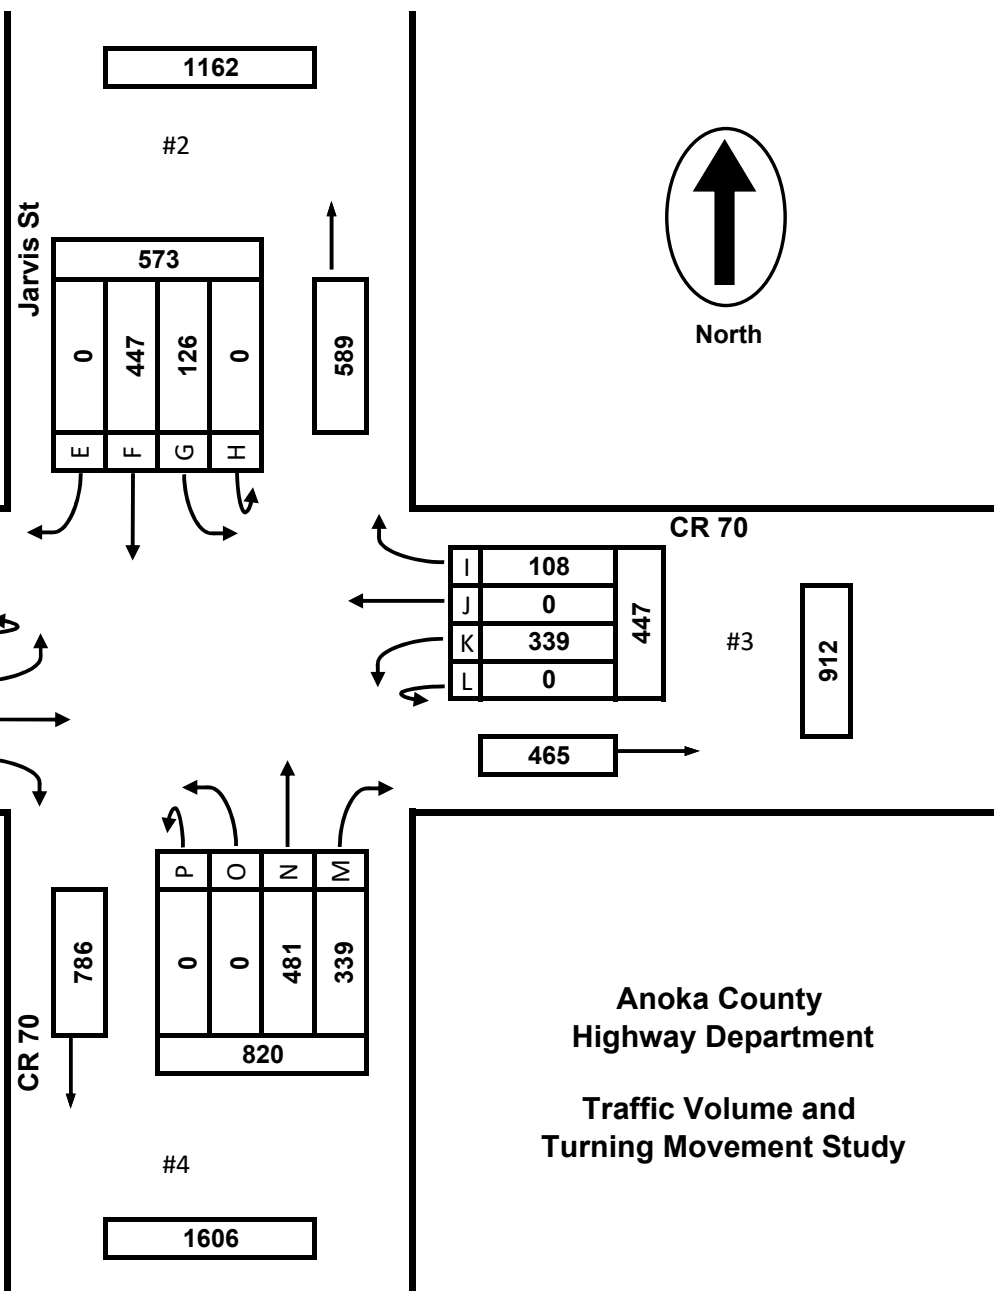 1162
#2
Jarvis St
573
0
447
126
0
E
F
G
H
589
North
CR 70
I
108
J
0
K
339
L
0
447
#3
912
465
P
O
N
M
0
0
481
339
820
786
CR 70
#4
1606
Anoka County
Highway Department
Traffic Volume and
Turning Movement Study